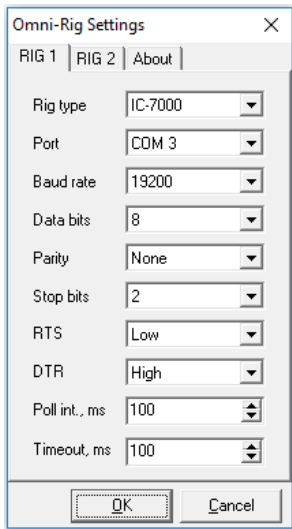 Omni-Rig Settings
RIG 1 RIG 2 About
Rig type IC-7000
Port COM 3
Baud rate 19200
Data bits 8
Parity None
Stop bits 2
RTS Low
DTR High
Poll int., ms 100
Timeout, ms 100
OK Cancel